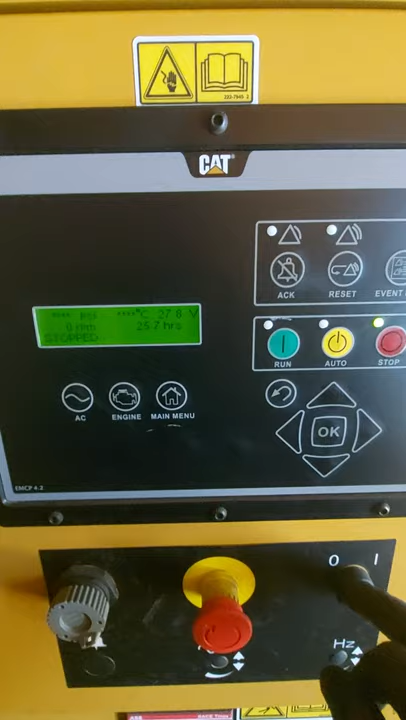 CAT
ACK
RESET
EVENT
**** PSI ****°C 27.6 V
0 rpm 25.7 hrs
STOPPED
RUN
AUTO
STOP
AC
ENGINE
MAIN MENU
OK
EMCP 4.2
0 I
Hz